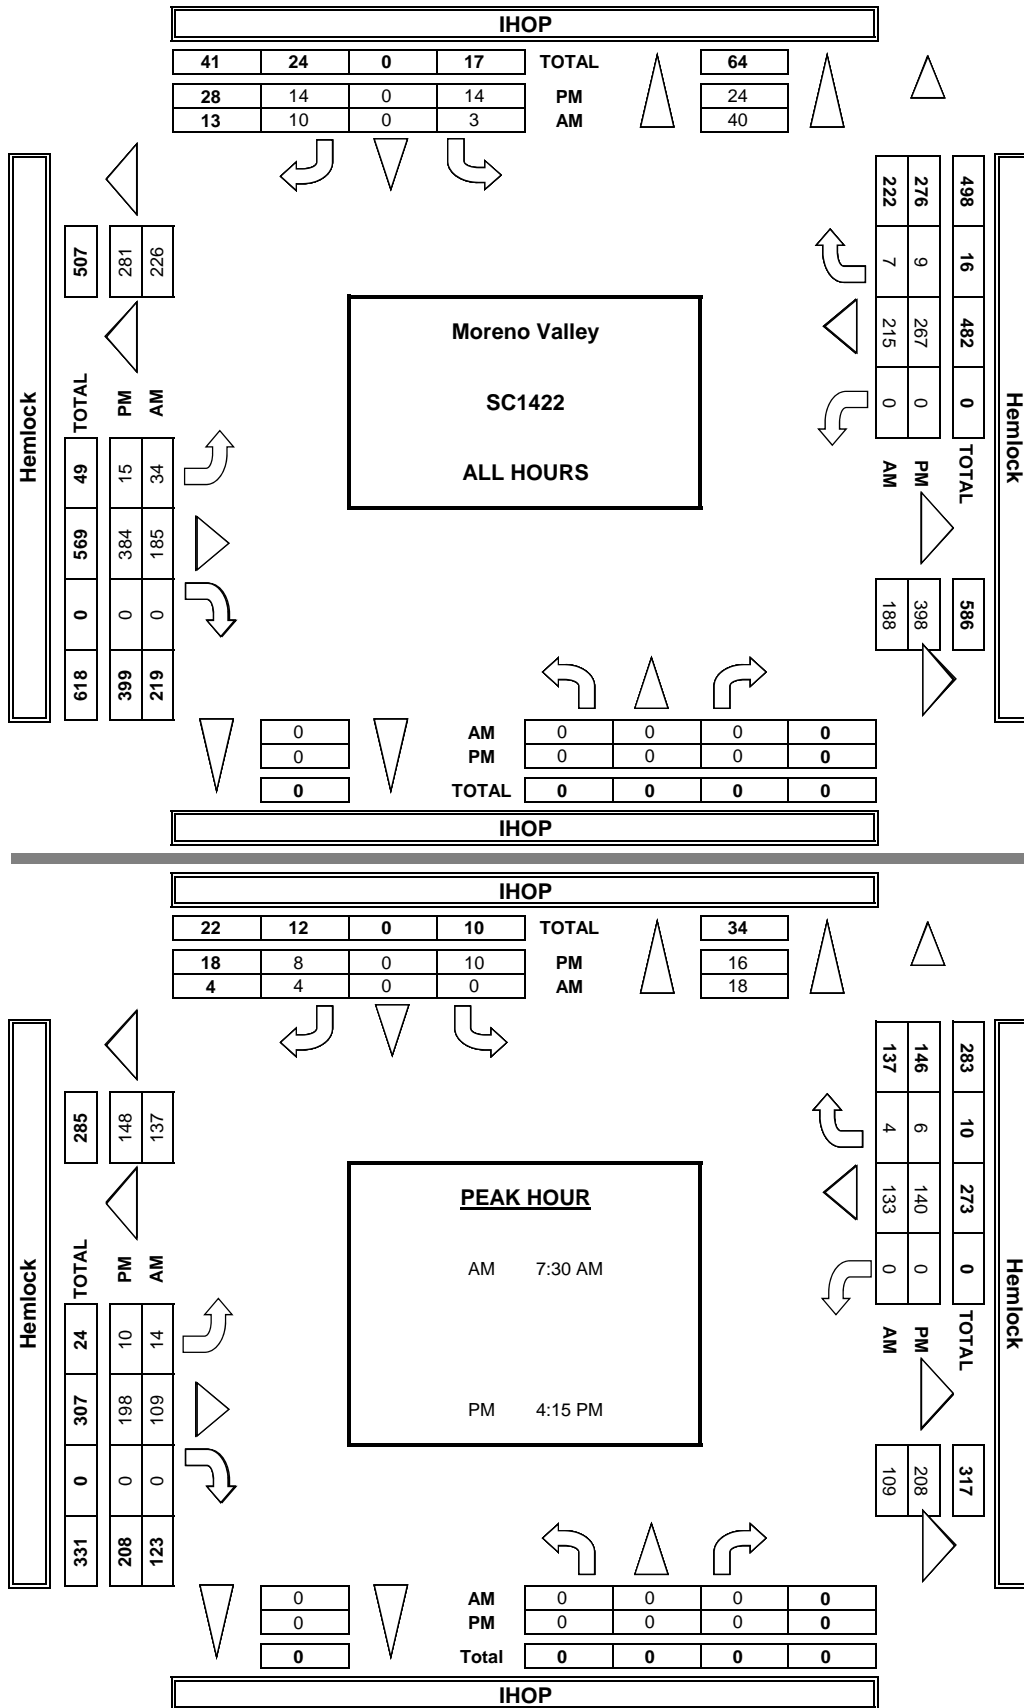 IHOP
41 24 0 17 TOTAL 64
28 14 0 14 PM 24
13 10 0 3 AM 40
Hemlock
507 281 226
TOTAL PM AM
49 15 34
569 384 185
0 0 0
618 399 219
Moreno Valley
SC1422
ALL HOURS
222 276 498
7 9 16
215 267 482
0 0 0
AM PM TOTAL
188 398 586
Hemlock
0 AM 0 0 0 0
0 PM 0 0 0 0
0 TOTAL 0 0 0 0
IHOP
IHOP
22 12 0 10 TOTAL 34
18 8 0 10 PM 16
4 4 0 0 AM 18
Hemlock
285 148 137
TOTAL PM AM
24 10 14
307 198 109
0 0 0
331 208 123
PEAK HOUR
AM 7:30 AM
PM 4:15 PM
137 146 283
4 6 10
133 140 273
0 0 0
AM PM TOTAL
109 208 317
Hemlock
0 AM 0 0 0 0
0 PM 0 0 0 0
0 Total 0 0 0 0
IHOP